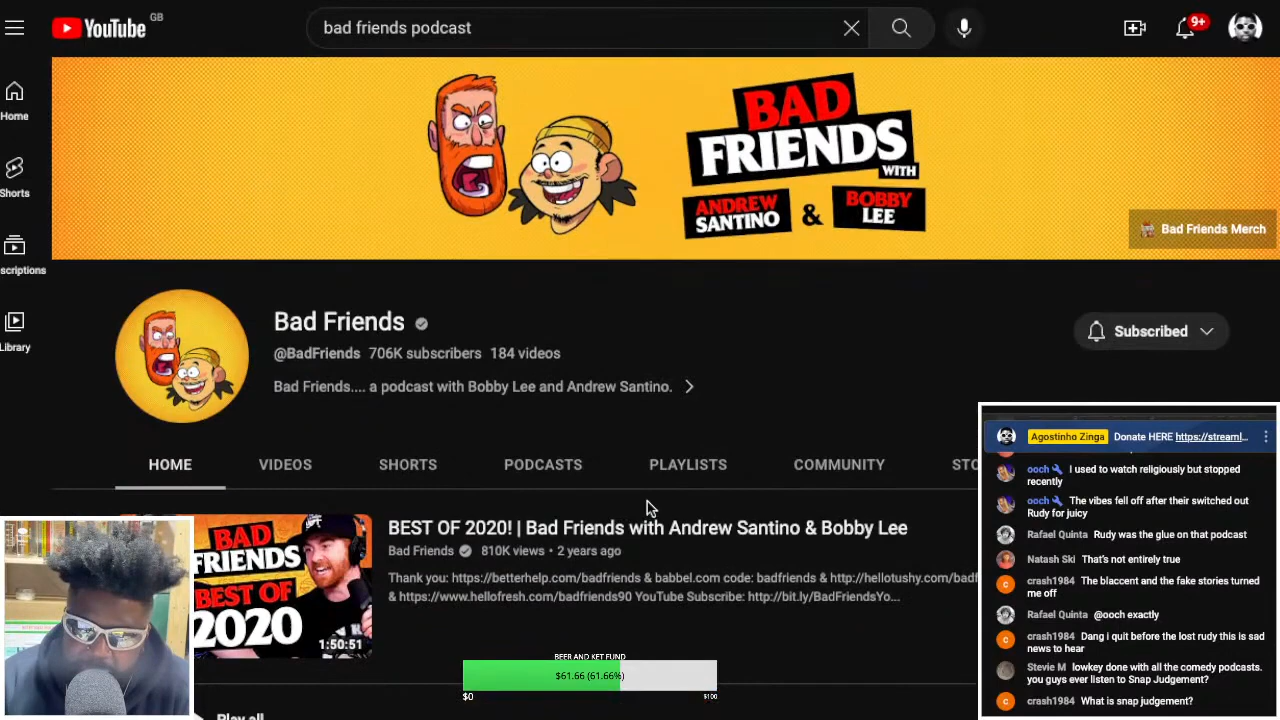 YouTube GB
bad friends podcast
9+
Home
Shorts
scriptions
Library
BAD
FRIENDS
WITH
ANDREW
SANTINO
&
BOBBY
LEE
Bad Friends Merch
Bad Friends
@BadFriends 706K subscribers 184 videos
Bad Friends.... a podcast with Bobby Lee and Andrew Santino.
Subscribed
HOME VIDEOS SHORTS PODCASTS PLAYLISTS COMMUNITY STO
BAD
FRIENDS
BEST OF
2020
1:50:51
BEST OF 2020! | Bad Friends with Andrew Santino & Bobby Lee
Bad Friends 810K views • 2 years ago
Thank you: https://betterhelp.com/badfriends & babbel.com code: badfriends & http://hellotushy.com/
& https://www.hellofresh.com/badfriends90 YouTube Subscribe: http://bit.ly/BadFriendsYo...
BEER AND KET FUND
$61.66 (61.66%)
$0 $100
Play all
Agostinho Zinga Donate HERE https://streaml...
ooch I used to watch religiously but stopped
recently
ooch The vibes fell off after their switched out
Rudy for juicy
Rafael Quinta Rudy was the glue on that podcast
Natash Ski That's not entirely true
crash1984 The blaccent and the fake stories turned
me off
Rafael Quinta @ooch exactly
crash1984 Dang i quit before the lost rudy this is sad
news to hear
Stevie M lowkey done with all the comedy podcasts.
you guys ever listen to Snap Judgement?
crash1984 What is snap judgement?